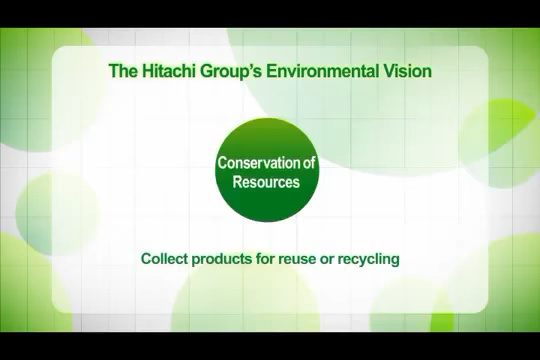 The Hitachi Group's Environmental Vision
Conservation of
Resources
Collect products for reuse or recycling